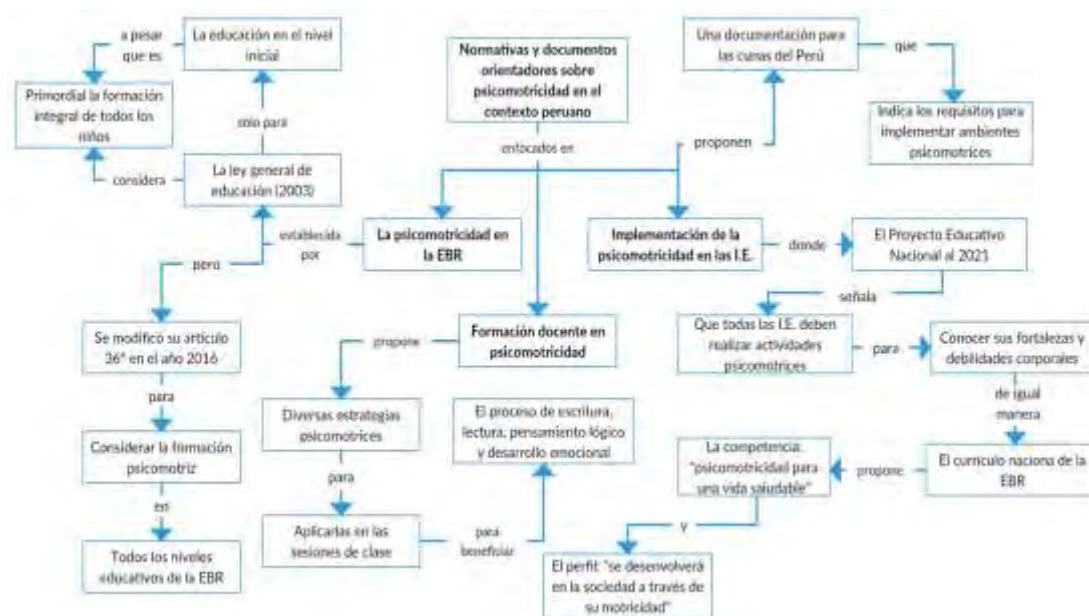 a pesar
que es
La educación en el nivel
inicial
Primordial la formación
integral de todos los
niños
solo para
considera
La ley general de
educación (2003)
Normativas y documentos
orientadores sobre
psicomotricidad en el
contexto peruano
enfocados en
Una documentación para
las cunas del Perú
que
Indica los requisitos para
implementar ambientes
psicomotrices
proponen
establecida
por
La psicomotricidad en
la EBR
Implementación de la
psicomotricidad en las I.E.
donde
El Proyecto Educativo
Nacional al 2021
pero
señala
Se modificó su artículo
36° en el año 2016
propone
Formación docente en
psicomotricidad
Que todas las I.E. deben
realizar actividades
psicomotrices
para
Conocer sus fortalezas y
debilidades corporales
para
de igual
manera
Considerar la formación
psicomotriz
Diversas estrategias
psicomotrices
El proceso de escritura,
lectura, pensamiento lógico
y desarrollo emocional
La competencia
"psicomotricidad para
una vida saludable"
propone
El currículo naciona de la
EBR
en
para
Todos los niveles
educativos de la EBR
Aplicarlas en las
sesiones de clase
para
beneficiar
y
El perfit: "se desenvolverá
en la sociedad a través de
su motricidad"